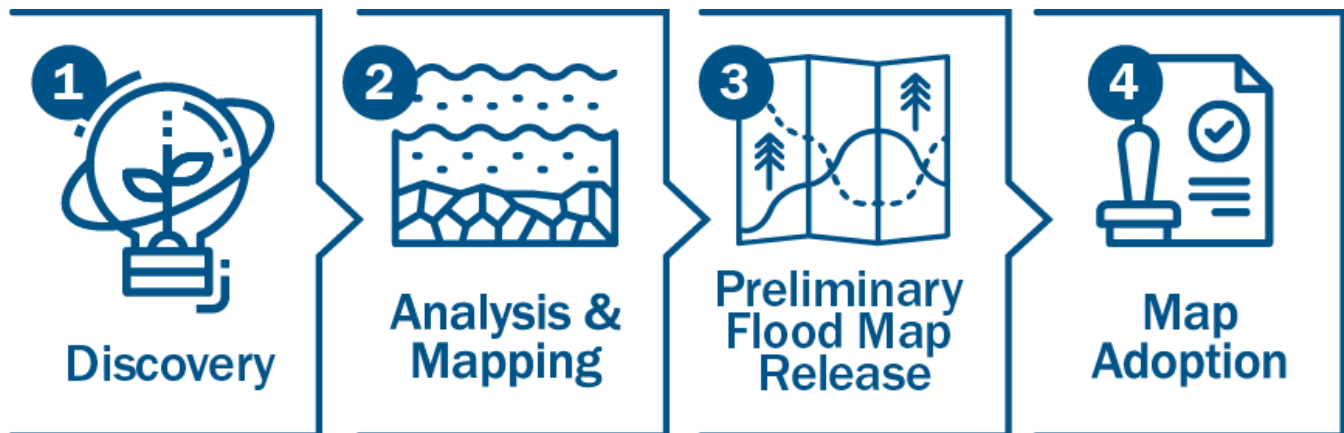 1
Discovery
2
Analysis &
Mapping
3
Preliminary
Flood Map
Release
4
Map
Adoption